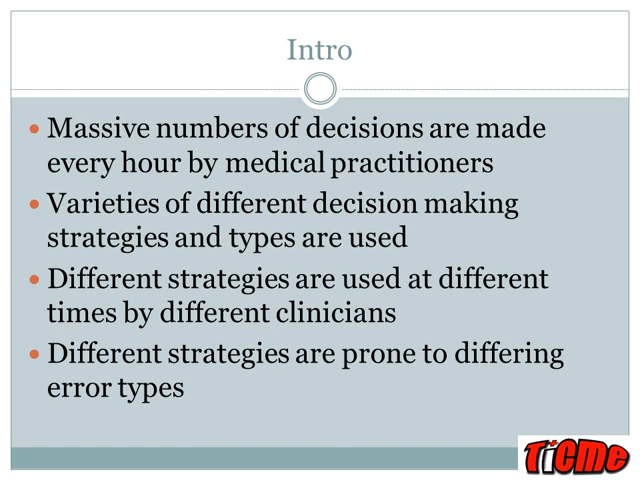 Intro
• Massive numbers of decisions are made
every hour by medical practitioners
• Varieties of different decision making
strategies and types are used
• Different strategies are used at different
times by different clinicians
• Different strategies are prone to differing
error types
TiCMe